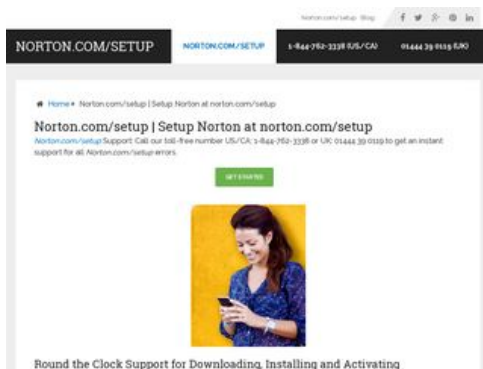 Norton.com/setup Blog
NORTON.COM/SETUP NORTON.COM/SETUP 1-844-762-3338 (US/CA) 01444 39 0119 (UK)
Home Norton.com/setup | Setup Norton at norton.com/setup
Norton.com/setup | Setup Norton at norton.com/setup
Norton.com/setup Support: Call our toll-free number US/CA: 1-844-762-3338 or UK: 01444 39 0119 to get an instant
support for all Norton.com/setup errors.
GET STARTED
Round the Clock Support for Downloading, Installing and Activating